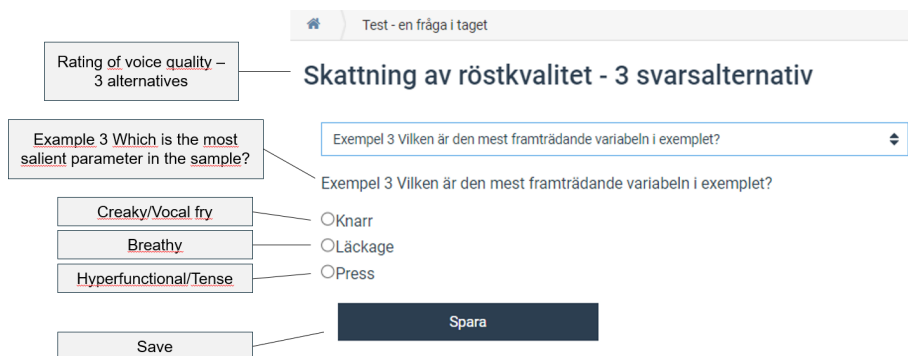 Test - en fråga i taget
Rating of voice quality –
3 alternatives
Skattning av röstkvalitet - 3 svarsalternativ
Exempel 3 Vilken är den mest framträdande variabeln i exemplet?
Example 3 Which is the most
salient parameter in the sample?
Exempel 3 Vilken är den mest framträdande variabeln i exemplet?
Creaky/Vocal fry
Knarr
Breathy
Läckage
Hyperfunctional/Tense
Press
Spara
Save